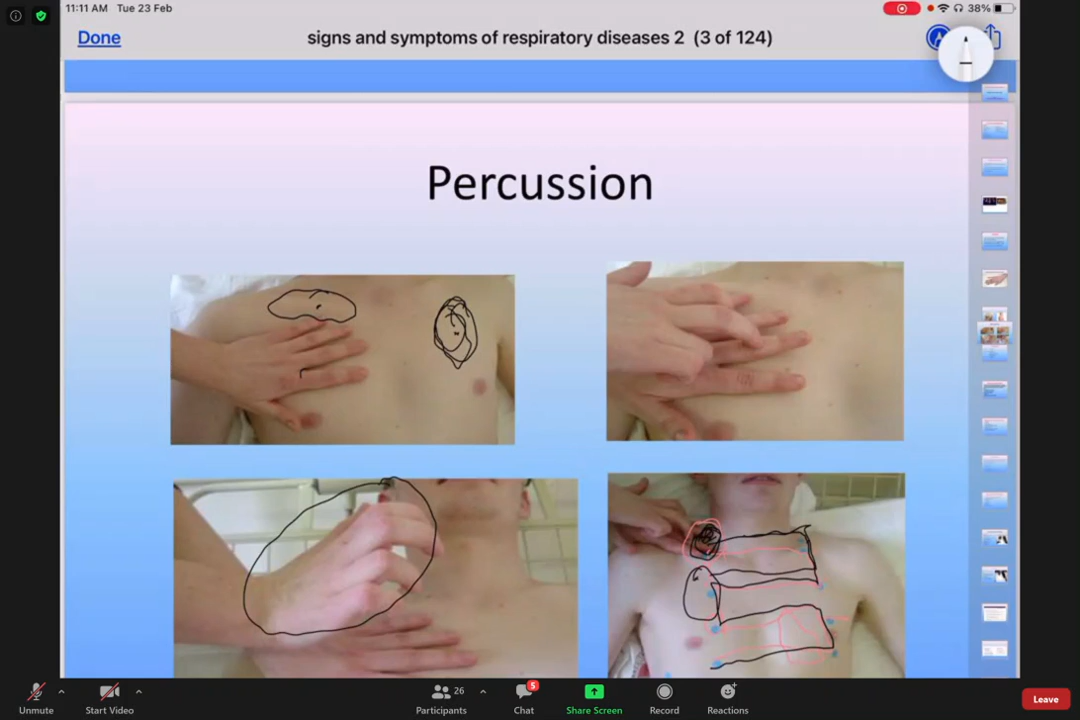 11:11 AM Tue 23 Feb
38%
Done
signs and symptoms of respiratory diseases 2 (3 of 124)
Percussion
Unmute
Start Video
26
Participants
5
Chat
Share Screen
Record
Reactions
Leave